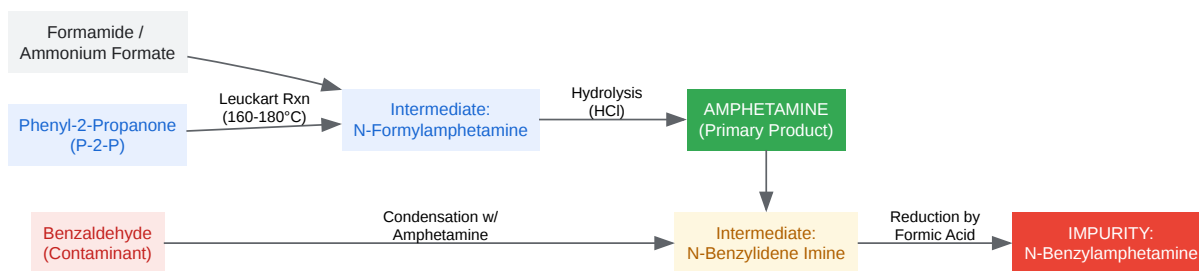 Formamide /
Ammonium Formate
Phenyl-2-Propanone
(P-2-P)
Leuckart Rxn
(160-180°C)
Intermediate:
N-Formylamphetamine
Hydrolysis
(HCl)
AMPHETAMINE
(Primary Product)
Benzaldehyde
(Contaminant)
Condensation w/
Amphetamine
Intermediate:
N-Benzylidene Imine
Reduction by
Formic Acid
IMPURITY:
N-Benzylamphetamine